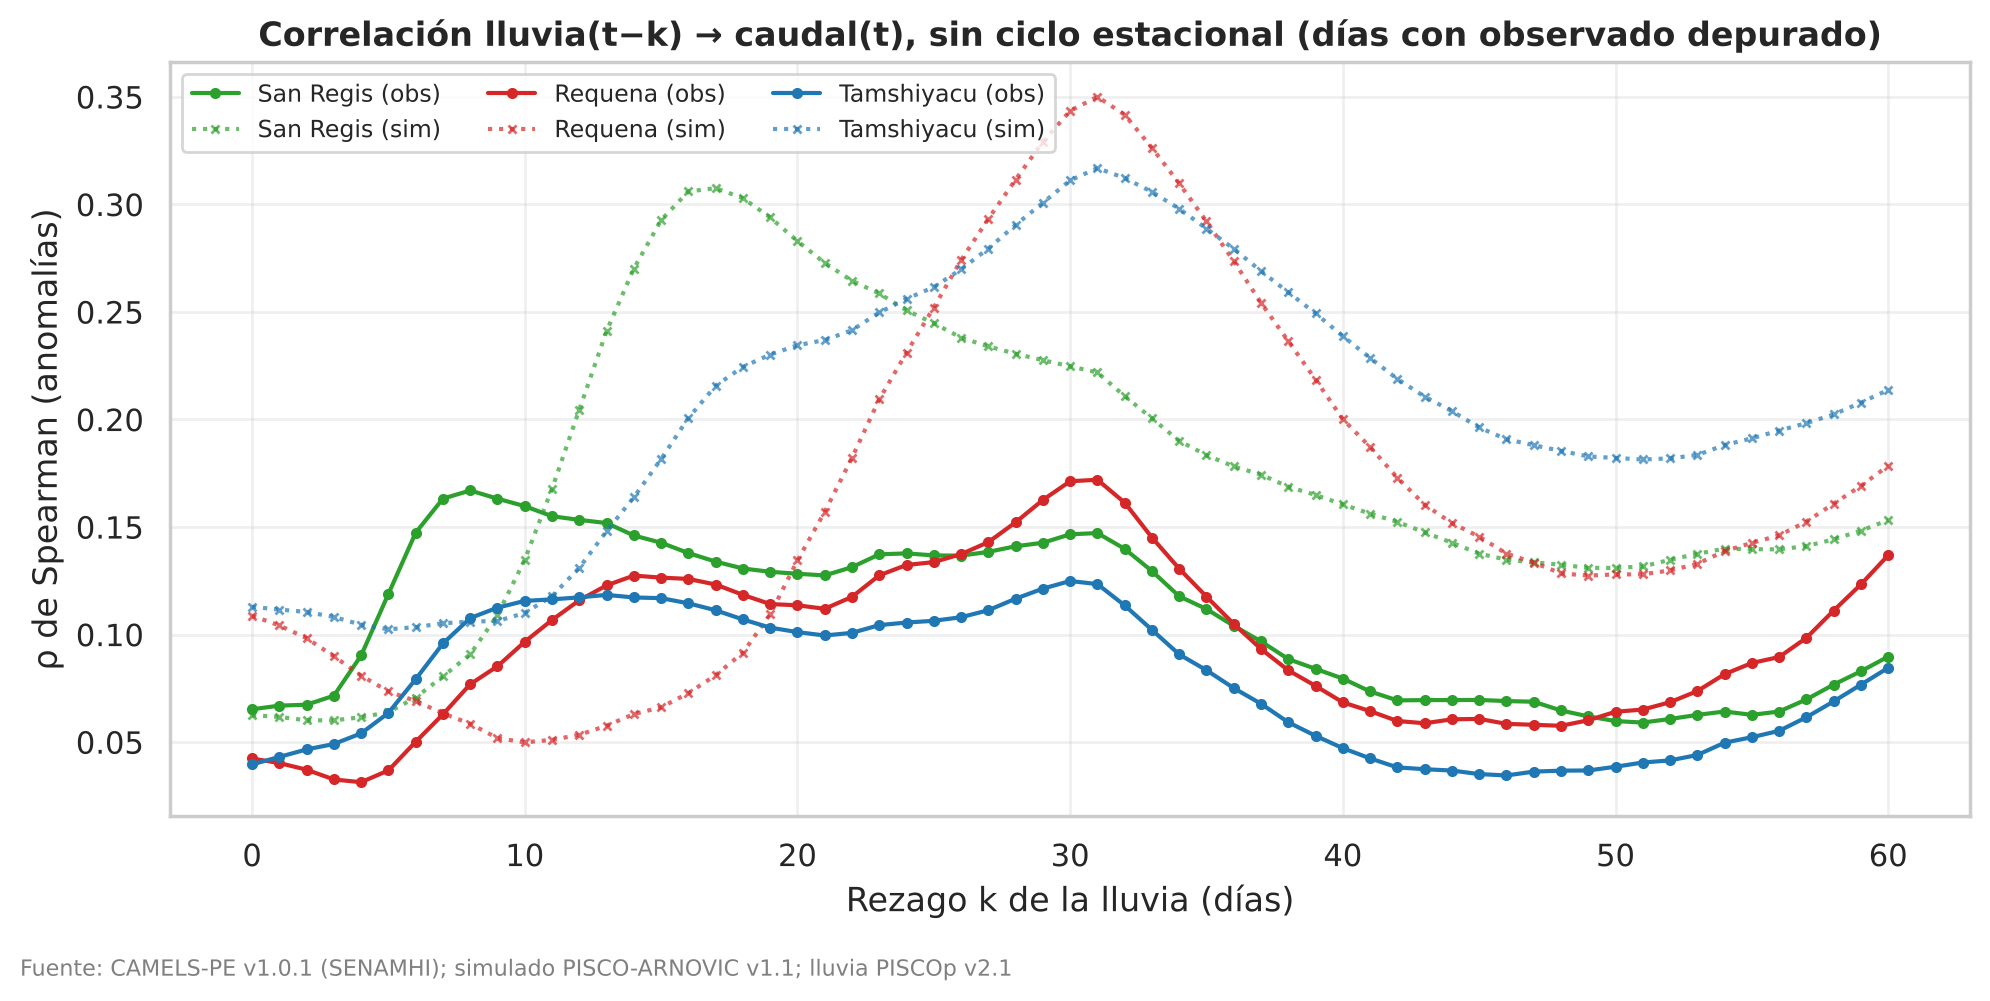 Correlación lluvia(t−k) → caudal(t), sin ciclo estacional (días con observado depurado)
San Regis (obs)
San Regis (sim)
Requena (obs)
Requena (sim)
Tamshiyacu (obs)
Tamshiyacu (sim)
ρ de Spearman (anomalías)
0.35
0.30
0.25
0.20
0.15
0.10
0.05
0 10 20 30 40 50 60
Rezago k de la lluvia (días)
Fuente: CAMELS-PE v1.0.1 (SENAMHI); simulado PISCO-ARNOVIC v1.1; lluvia PISCOp v2.1